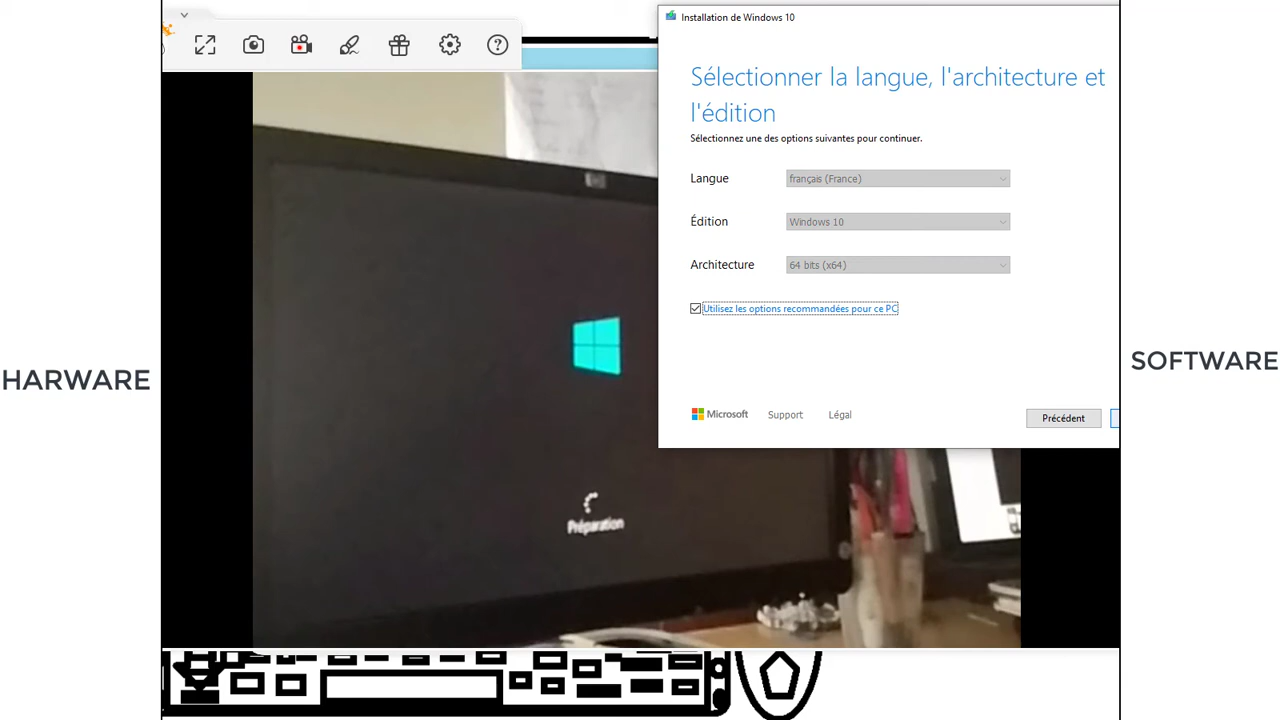 Installation de Windows 10
Sélectionner la langue, l'architecture et
l'édition
Sélectionnez une des options suivantes pour continuer.
Langue
français (France)
Édition
Windows 10
Architecture
64 bits (x64)
Utilisez les options recommandées pour ce PC
Microsoft
Support
Légal
Précédent
Préparation
HARWARE
SOFTWARE